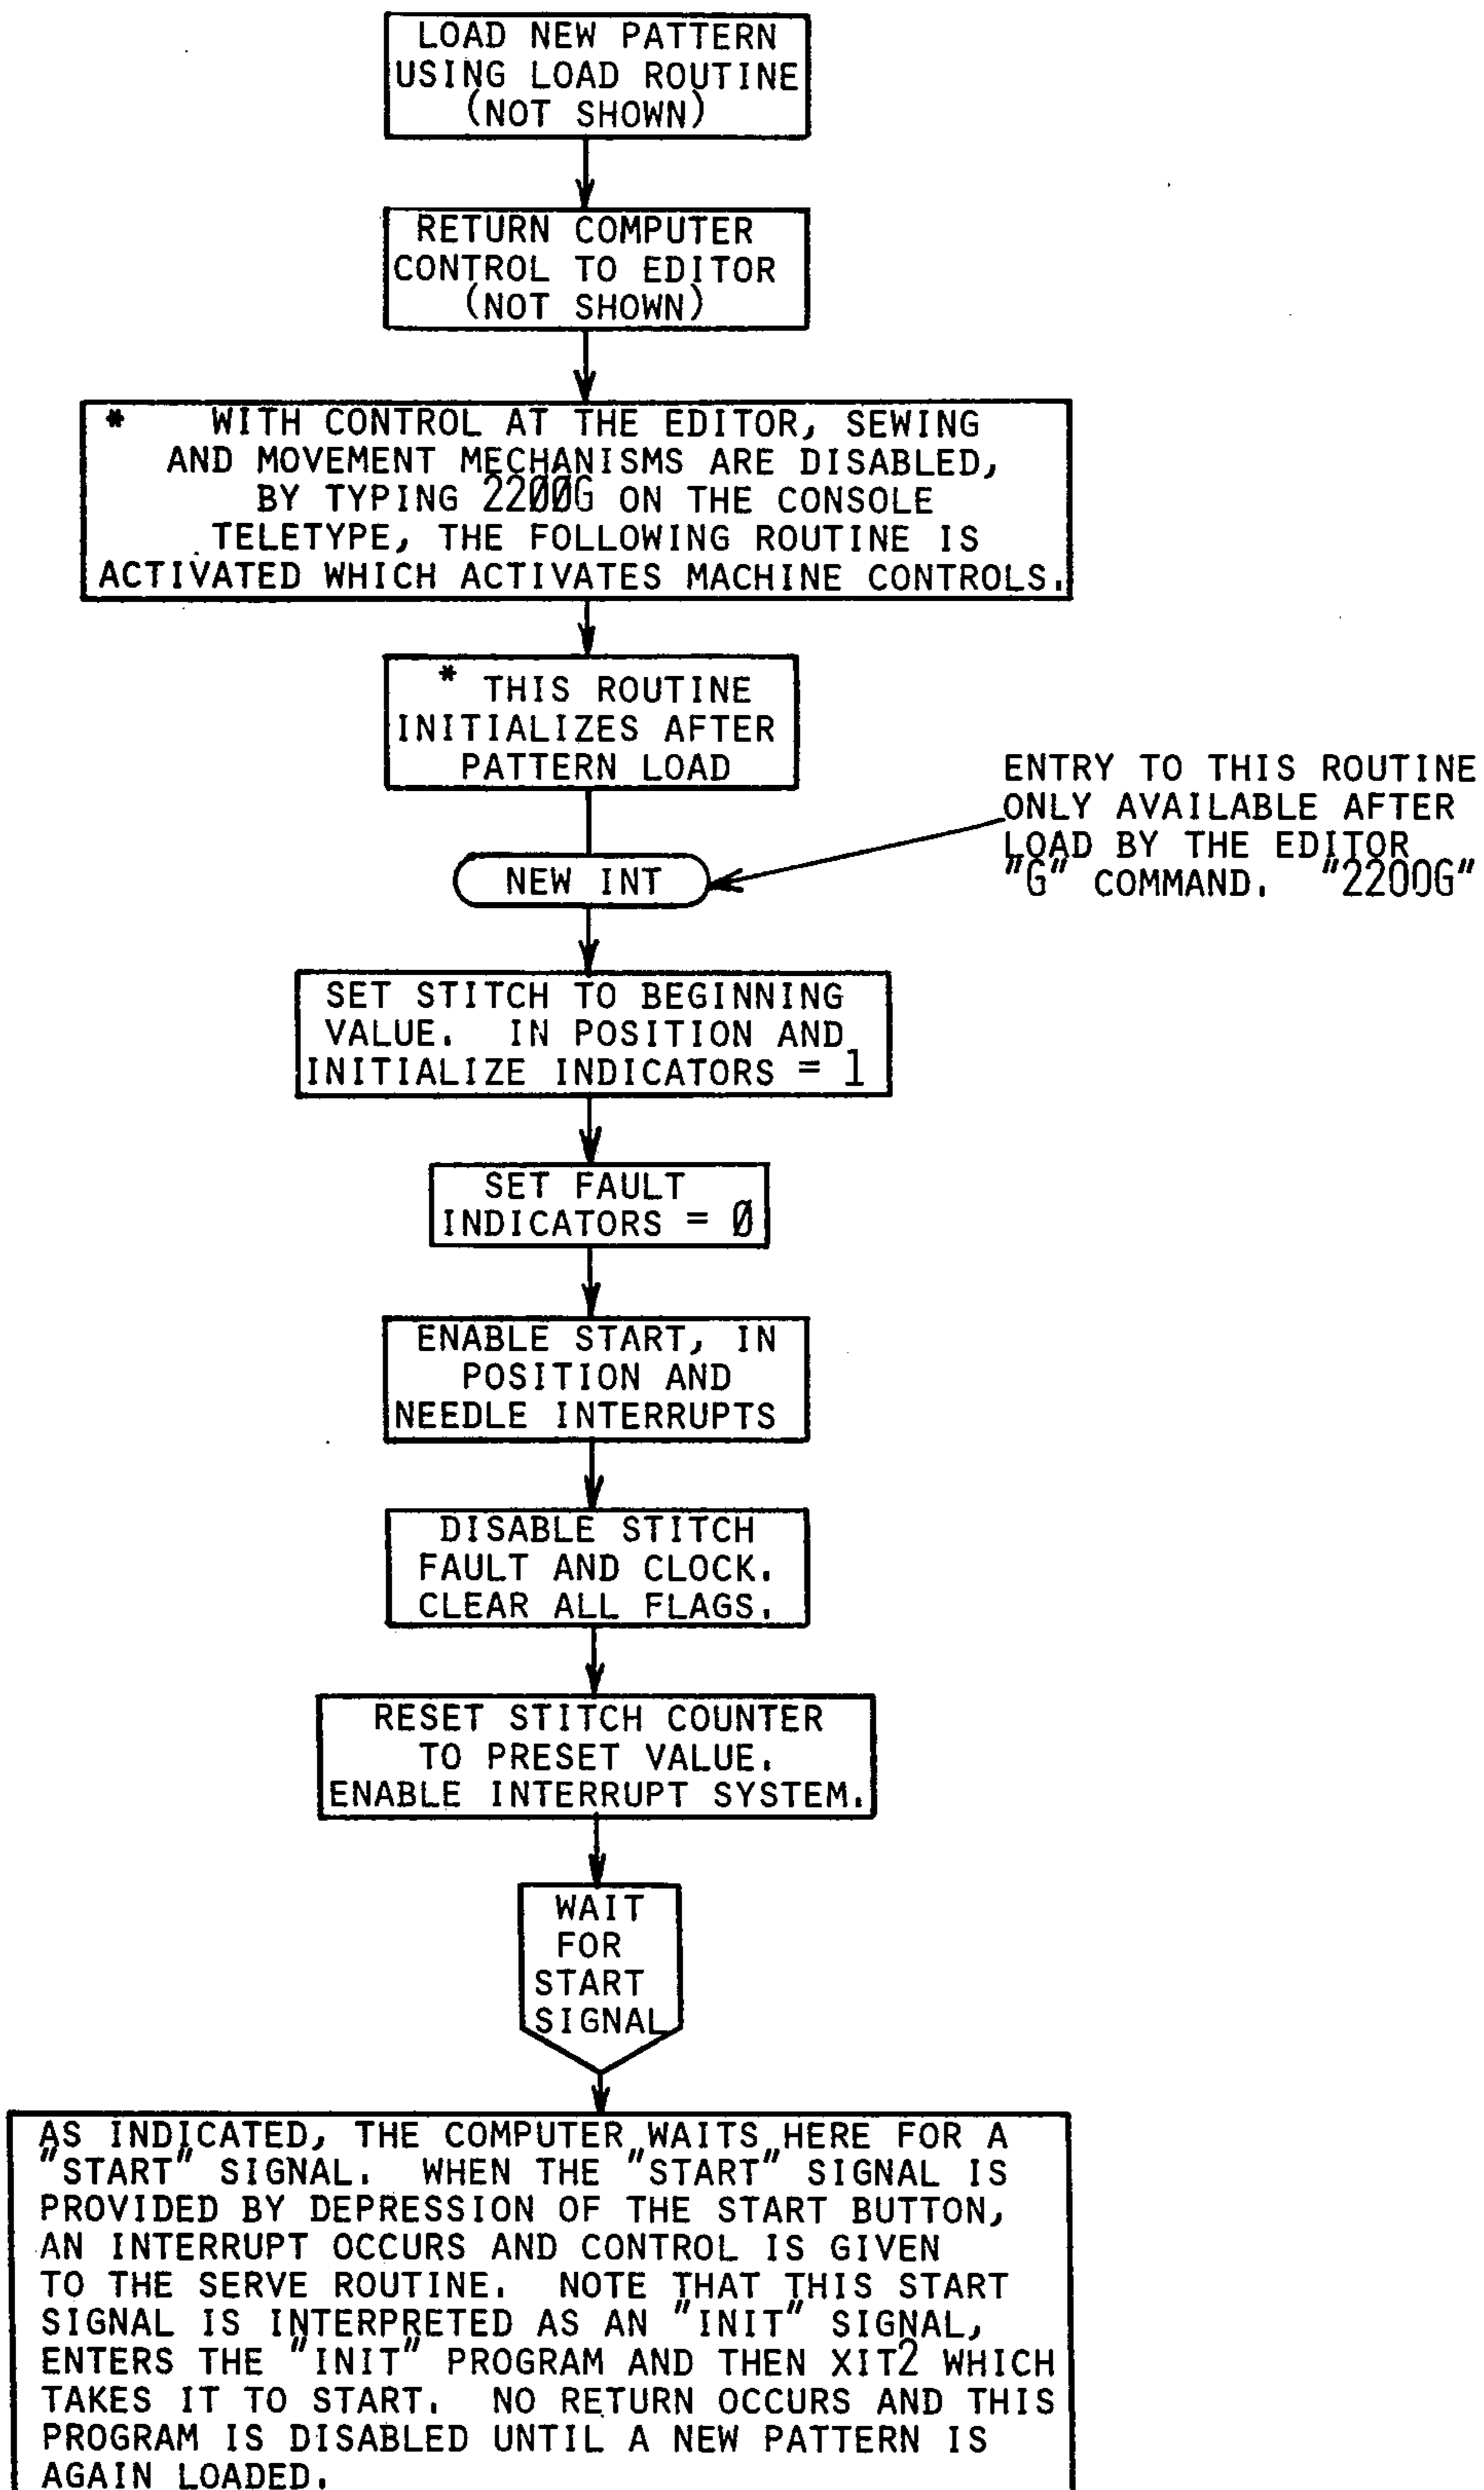 LOAD NEW PATTERN
USING LOAD ROUTINE
(NOT SHOWN)
RETURN COMPUTER
CONTROL TO EDITOR
(NOT SHOWN)
* WITH CONTROL AT THE EDITOR, SEWING
AND MOVEMENT MECHANISMS ARE DISABLED,
BY TYPING 22ØØG ON THE CONSOLE
TELETYPE, THE FOLLOWING ROUTINE IS
ACTIVATED WHICH ACTIVATES MACHINE CONTROLS.
* THIS ROUTINE
INITIALIZES AFTER
PATTERN LOAD
ENTRY TO THIS ROUTINE
ONLY AVAILABLE AFTER
LOAD BY THE EDITOR
"G" COMMAND. "2200G"
NEW INT
SET STITCH TO BEGINNING
VALUE. IN POSITION AND
INITIALIZE INDICATORS = 1
SET FAULT
INDICATORS = Ø
ENABLE START, IN
POSITION AND
NEEDLE INTERRUPTS
DISABLE STITCH
FAULT AND CLOCK.
CLEAR ALL FLAGS.
RESET STITCH COUNTER
TO PRESET VALUE.
ENABLE INTERRUPT SYSTEM.
WAIT
FOR
START
SIGNAL
AS INDICATED, THE COMPUTER WAITS HERE FOR A
"START" SIGNAL. WHEN THE "START" SIGNAL IS
PROVIDED BY DEPRESSION OF THE START BUTTON,
AN INTERRUPT OCCURS AND CONTROL IS GIVEN
TO THE SERVE ROUTINE. NOTE THAT THIS START
SIGNAL IS INTERPRETED AS AN "INIT" SIGNAL,
ENTERS THE "INIT" PROGRAM AND THEN XIT2 WHICH
TAKES IT TO START. NO RETURN OCCURS AND THIS
PROGRAM IS DISABLED UNTIL A NEW PATTERN IS
AGAIN LOADED.